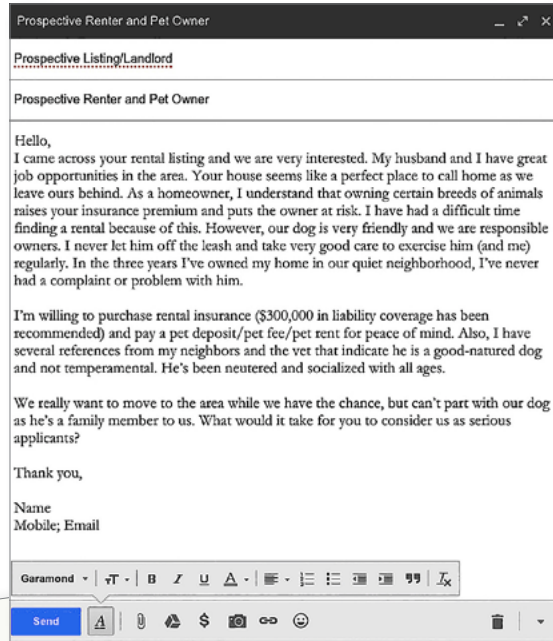 Prospective Renter and Pet Owner
Prospective Listing/Landlord
Prospective Renter and Pet Owner
Hello,
I came across your rental listing and we are very interested. My husband and I have great
job opportunities in the area. Your house seems like a perfect place to call home as we
leave ours behind. As a homeowner, I understand that owning certain breeds of animals
raises your insurance premium and puts the owner at risk. I have had a difficult time
finding a rental because of this. However, our dog is very friendly and we are responsible
owners. I never let him off the leash and take very good care to exercise him (and me)
regularly. In the three years I've owned my home in our quiet neighborhood, I've never
had a complaint or problem with him.
I'm willing to purchase rental insurance ($300,000 in liability coverage has been
recommended) and pay a pet deposit/pet fee/pet rent for peace of mind. Also, I have
several references from my neighbors and the vet that indicate he is a good-natured dog
and not temperamental. He's been neutered and socialized with all ages.
We really want to move to the area while we have the chance, but can't part with our dog
as he's a family member to us. What would it take for you to consider us as serious
applicants?
Thank you,
Name
Mobile; Email
Garamond
Send